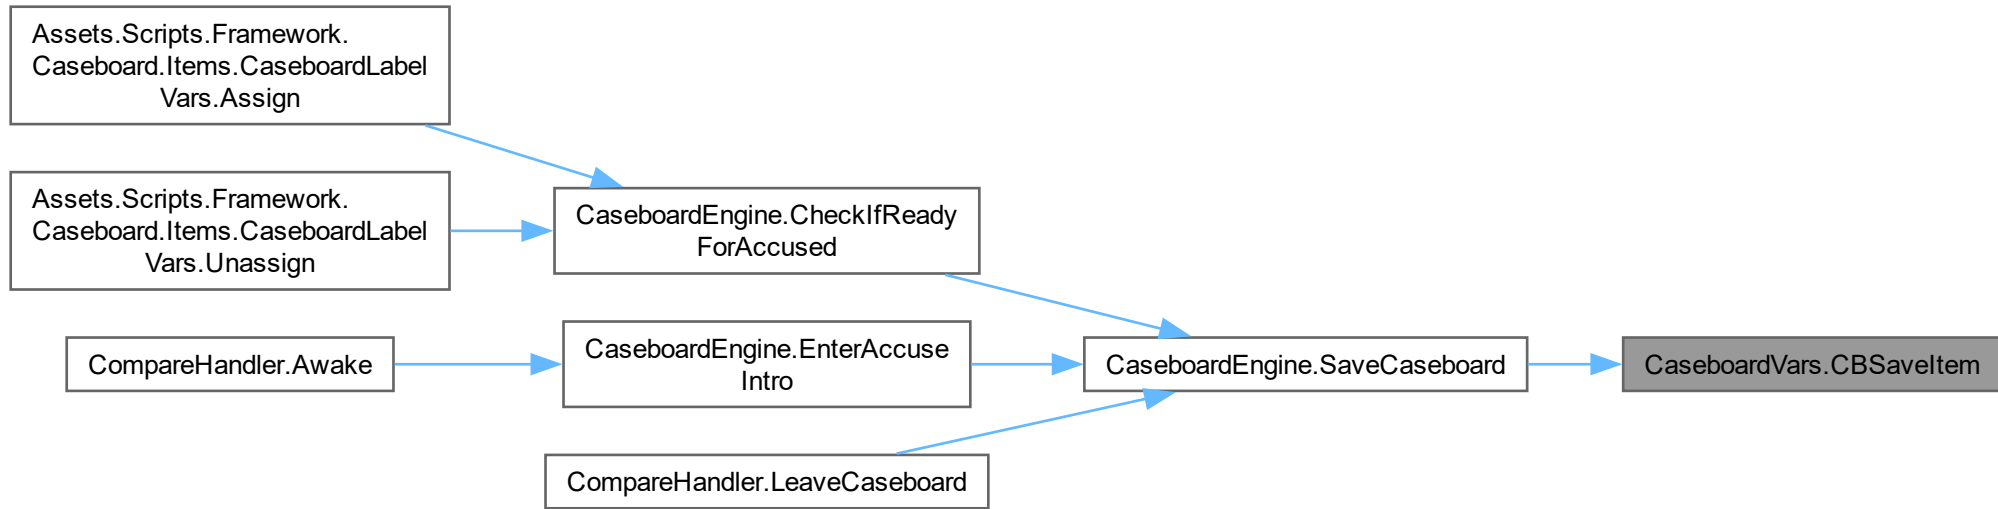 Assets.Scripts.Framework.
Caseboard.Items.CaseboardLabel
Vars.Assign
Assets.Scripts.Framework.
Caseboard.Items.CaseboardLabel
Vars.Unassign
CompareHandler.Awake
CaseboardEngine.CheckIfReady
ForAccused
CaseboardEngine.EnterAccuse
Intro
CompareHandler.LeaveCaseboard
CaseboardEngine.SaveCaseboard
CaseboardVars.CBSaveItem